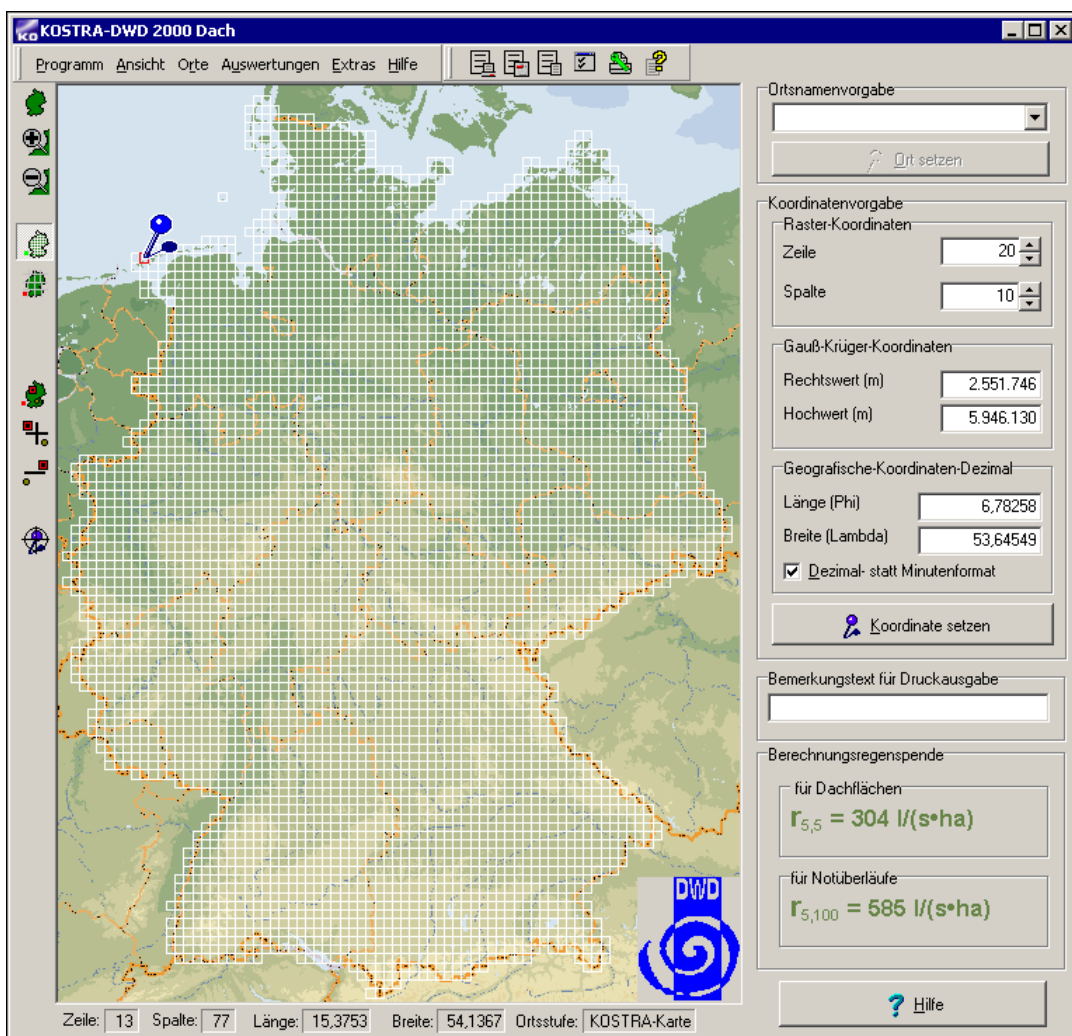 KOSTRA-DWD 2000 Dach
Programm Ansicht Orte Auswertungen Extras Hilfe
Ortsnamenvorgabe
Ort setzen
Koordinatenvorgabe
Raster-Koordinaten
Zeile 20
Spalte 10
Gauß-Krüger-Koordinaten
Rechtswert (m) 2.551.746
Hochwert (m) 5.946.130
Geografische-Koordinaten-Dezimal
Länge (Phi) 6,78258
Breite (Lambda) 53,64549
Dezimal- statt Minutenformat
Koordinate setzen
Bemerkungstext für Druckausgabe
Berechnungsregenspende
für Dachflächen
r5,5 = 304 l/(s•ha)
für Notüberläufe
r5,100 = 585 l/(s•ha)
DWD
Hilfe
Zeile: 13 Spalte: 77 Länge: 15,3753 Breite: 54,1367 Ortsstufe: KOSTRA-Karte